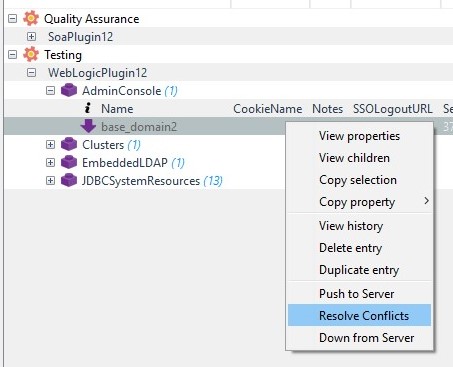 Quality Assurance
SoaPlugin12
Testing
WebLogicPlugin12
AdminConsole (1)
i Name CookieName Notes SSOLogoutURL Se
base_domain2 37
Clusters (1)
EmbeddedLDAP (1)
JDBCSystemResources (13)
View properties
View children
Copy selection
Copy property
View history
Delete entry
Duplicate entry
Push to Server
Resolve Conflicts
Down from Server